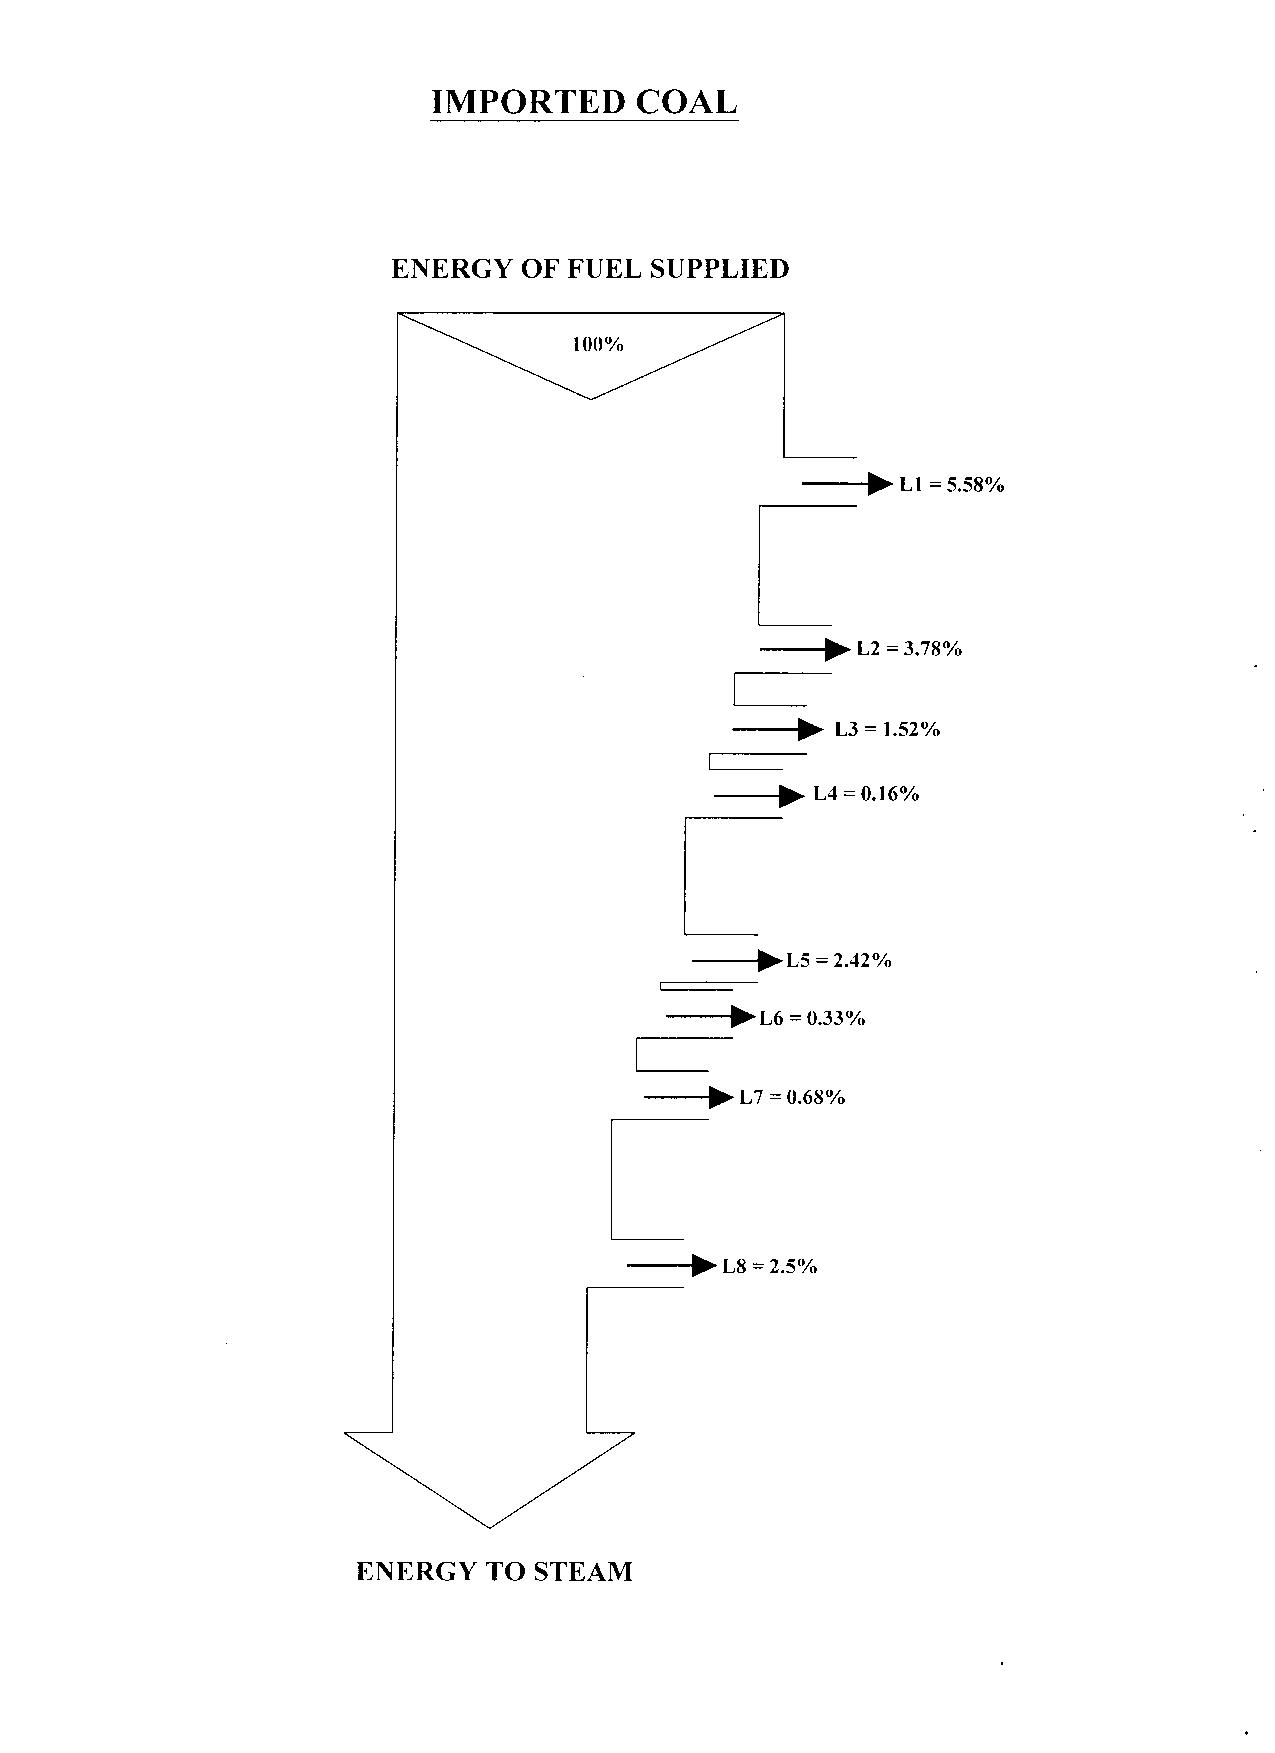 IMPORTED COAL
ENERGY OF FUEL SUPPLIED
100%
L1 = 5.58%
L2 = 3.78%
L3 = 1.52%
L4 = 0.16%
L5 = 2.42%
L6 = 0.33%
L7 = 0.68%
L8 = 2.5%
ENERGY TO STEAM